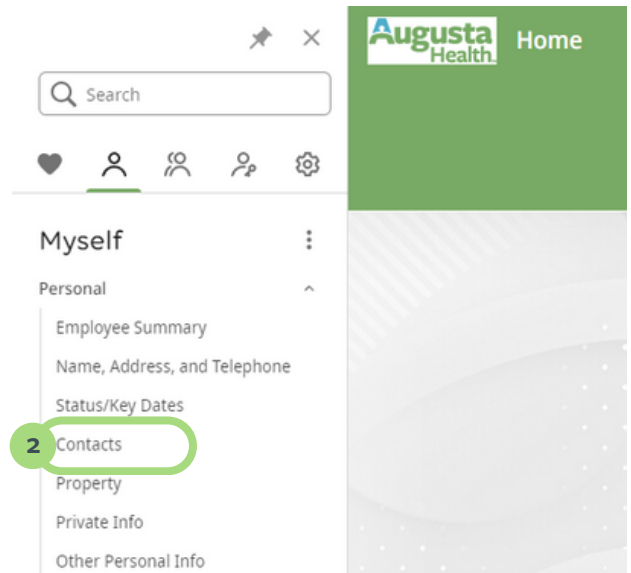 Augusta
Health.
Home
Search
Myself
Personal
Employee Summary
Name, Address, and Telephone
Status/Key Dates
2 Contacts
Property
Private Info
Other Personal Info